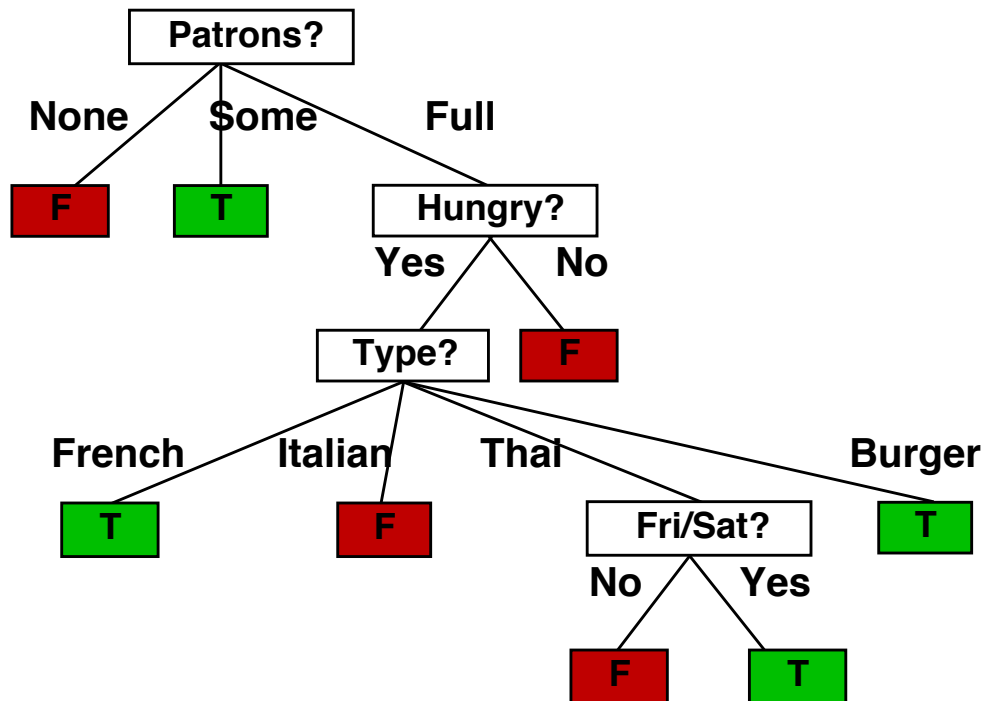 Patrons?
None Some Full
F T Hungry?
Yes No
Type? F
French Italian Thai Burger
T F Fri/Sat? T
No Yes
F T